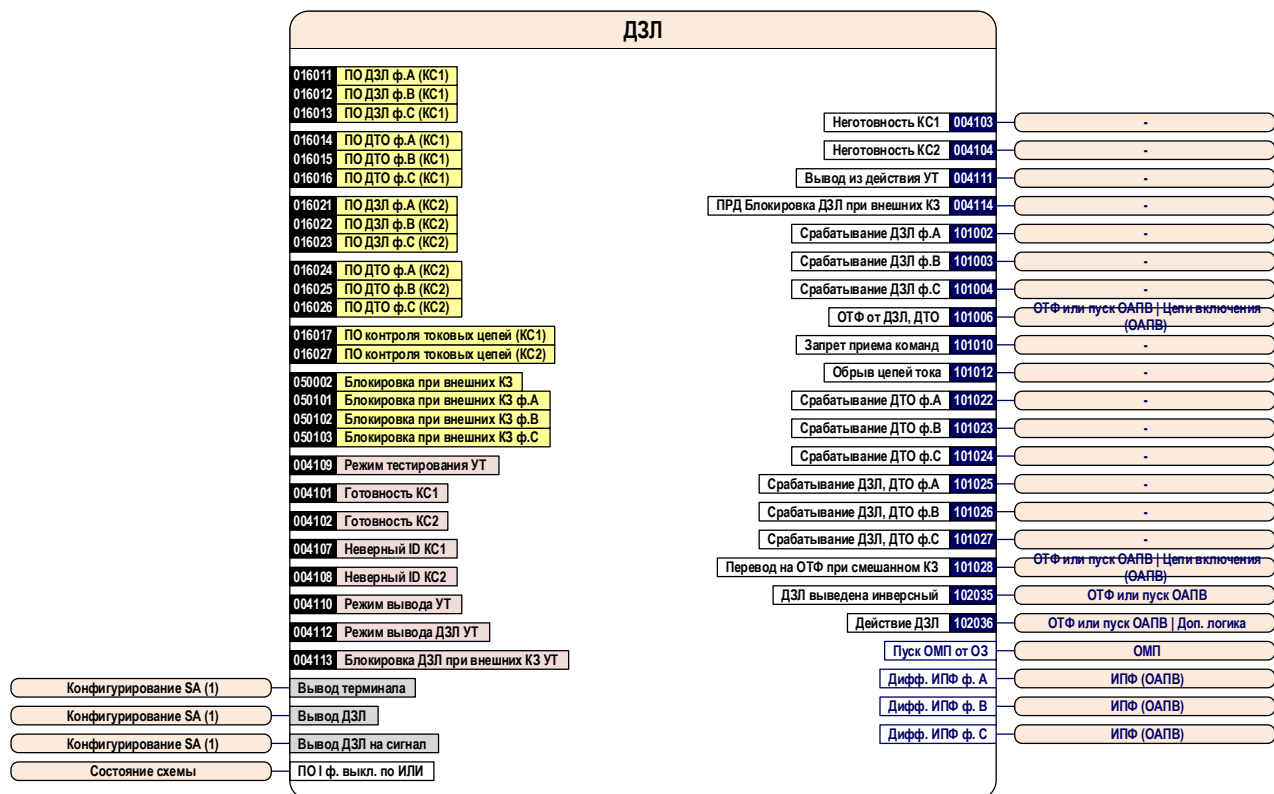 ДЗЛ
016011 ПО ДЗЛ ф.А (КС1)
016012 ПО ДЗЛ ф.В (КС1)
016013 ПО ДЗЛ ф.С (КС1)
016014 ПО ДТО ф.А (КС1)
016015 ПО ДТО ф.В (КС1)
016016 ПО ДТО ф.С (КС1)
016021 ПО ДЗЛ ф.А (КС2)
016022 ПО ДЗЛ ф.В (КС2)
016023 ПО ДЗЛ ф.С (КС2)
016024 ПО ДТО ф.А (КС2)
016025 ПО ДТО ф.В (КС2)
016026 ПО ДТО ф.С (КС2)
016017 ПО контроля токовых цепей (КС1)
016027 ПО контроля токовых цепей (КС2)
050002 Блокировка при внешних КЗ
050101 Блокировка при внешних КЗ ф.А
050102 Блокировка при внешних КЗ ф.В
050103 Блокировка при внешних КЗ ф.С
004109 Режим тестирования УТ
004101 Готовность КС1
004102 Готовность КС2
004107 Неверный ID КС1
004108 Неверный ID КС2
004110 Режим вывода УТ
004112 Режим вывода ДЗЛ УТ
004113 Блокировка ДЗЛ при внешних КЗ УТ
Конфигурирование SA (1) Вывод терминала
Конфигурирование SA (1) Вывод ДЗЛ
Конфигурирование SA (1) Вывод ДЗЛ на сигнал
Состояние схемы ПО I ф. выкл. по ИЛИ
Неготовность КС1 004103 -
Неготовность КС2 004104 -
Вывод из действия УТ 004111 -
ПРД Блокировка ДЗЛ при внешних КЗ 004114 -
Срабатывание ДЗЛ ф.А 101002 -
Срабатывание ДЗЛ ф.В 101003 -
Срабатывание ДЗЛ ф.С 101004 -
ОТФ от ДЗЛ, ДТО 101006 ОТФ или пуск ОАПВ | Цепи включения
(ОАПВ)
Запрет приема команд 101010 -
Обрыв цепей тока 101012 -
Срабатывание ДТО ф.А 101022 -
Срабатывание ДТО ф.В 101023 -
Срабатывание ДТО ф.С 101024 -
Срабатывание ДЗЛ, ДТО ф.А 101025 -
Срабатывание ДЗЛ, ДТО ф.В 101026 -
Срабатывание ДЗЛ, ДТО ф.С 101027 -
Перевод на ОТФ при смешанном КЗ 101028 ОТФ или пуск ОАПВ | Цепи включения
(ОАПВ)
ДЗЛ выведена инверсный 102035 ОТФ или пуск ОАПВ
Действие ДЗЛ 102036 ОТФ или пуск ОАПВ | Доп. логика
Пуск ОМП от ОЗ ОМП
Дифф. ИПФ ф. А ИПФ (ОАПВ)
Дифф. ИПФ ф. В ИПФ (ОАПВ)
Дифф. ИПФ ф. С ИПФ (ОАПВ)